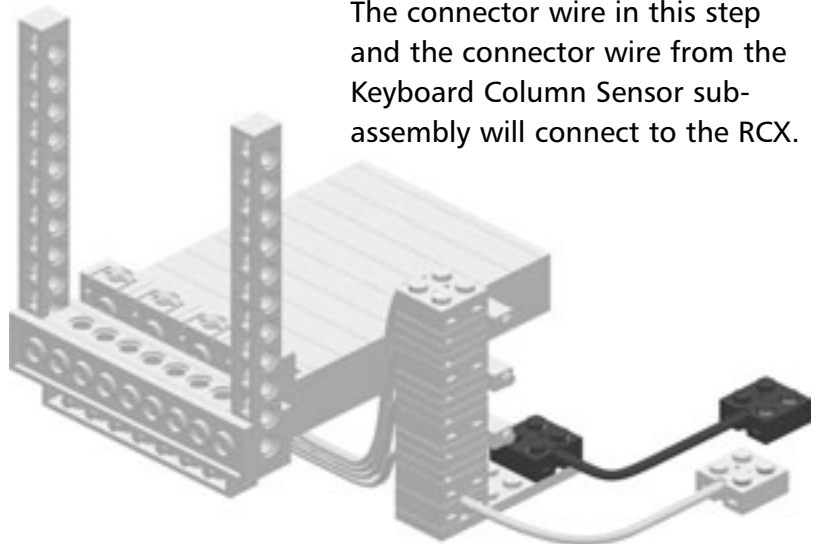 The connector wire in this step
and the connector wire from the
Keyboard Column Sensor sub-
assembly will connect to the RCX.